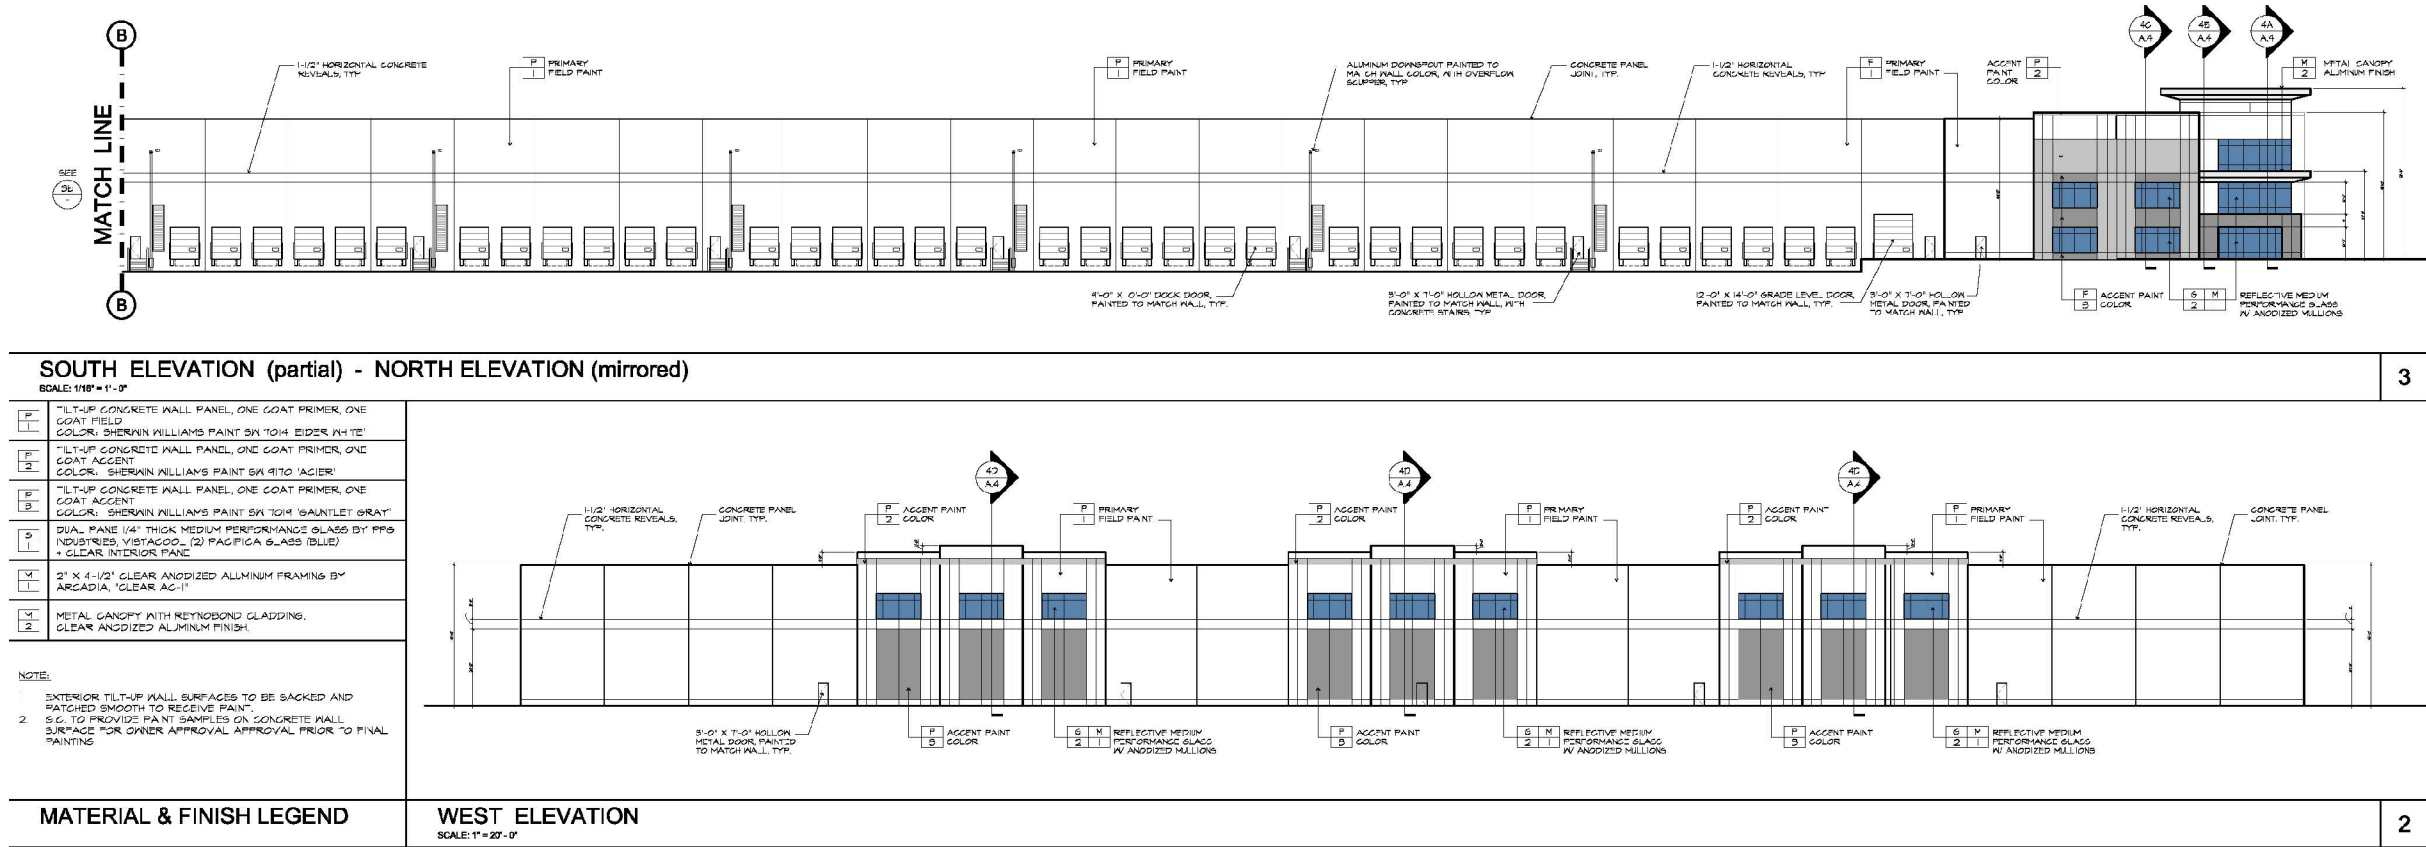 B
MATCH LINE
SEE
B
1-1/2" HORIZONTAL CONCRETE
REVEALS, TYP
P
1
PRIMARY
FIELD PAINT
P
1
PRIMARY
FIELD PAINT
ALUMINUM DOWNSPOUT PAINTED TO
MATCH WALL COLOR, WITH OVERFLOW
SCUPPER, TYP
CONCRETE PANEL
JOINT, TYP.
1-1/2" HORIZONTAL
CONCRETE REVEALS, TYP
P
1
PRIMARY
FIELD PAINT
ACCENT
PAINT
COLOR
P
2
4C
A.4
4B
A.4
4A
A.4
M
2
METAL CANOPY
ALUMINUM FINISH
PAINTED TO MATCH WALL, TYP.
3'-0" X 7'-0" HOLLOW METAL DOOR,
PAINTED TO MATCH WALL, WITH
CONCRETE STAIRS, TYP
12'-0" X 14'-0" GRADE LEVEL DOOR,
PAINTED TO MATCH WALL, TYP.
3'-0" X 7'-0" HOLLOW
METAL DOOR, PAINTED
TO MATCH WALL, TYP
P
3
ACCENT PAINT
COLOR
G M
2
REFLECTIVE MEDIUM
PERFORMANCE GLASS
W/ ANODIZED MULLIONS
SOUTH ELEVATION (partial) - NORTH ELEVATION (mirrored)
SCALE: 1/16" = 1' - 0"
3
P
1
TILT-UP CONCRETE WALL PANEL, ONE COAT PRIMER, ONE
COAT FIELD
COLOR: SHERWIN WILLIAMS PAINT SW 7014 'EIDER WHITE'
P
2
TILT-UP CONCRETE WALL PANEL, ONE COAT PRIMER, ONE
COAT ACCENT
COLOR: SHERWIN WILLIAMS PAINT SW 9170 'ACIER'
P
3
TILT-UP CONCRETE WALL PANEL, ONE COAT PRIMER, ONE
COAT ACCENT
COLOR: SHERWIN WILLIAMS PAINT SW 7019 'GAUNTLET GRAY'
1
DUAL PANE 1/4" THICK MEDIUM PERFORMANCE GLASS BY PPG
INDUSTRIES, VISTACOOL (2) PACIFICA GLASS (BLUE)
+ CLEAR INTERIOR PANE
M
1
2" X 4-1/2" CLEAR ANODIZED ALUMINUM FRAMING BY
ARCADIA, "CLEAR AC-1"
M
2
METAL CANOPY WITH REYNOBOND CLADDING.
CLEAR ANODIZED ALUMINUM FINISH.
NOTE:
EXTERIOR TILT-UP WALL SURFACES TO BE SACKED AND
PATCHED SMOOTH TO RECEIVE PAINT.
2. G.C. TO PROVIDE PAINT SAMPLES ON CONCRETE WALL
SURFACE FOR OWNER APPROVAL APPROVAL PRIOR TO FINAL
PAINTING
MATERIAL & FINISH LEGEND
4D
A.4
4D
A.4
4D
A.4
1-1/2" HORIZONTAL
CONCRETE REVEALS,
TYP.
CONCRETE PANEL
JOINT, TYP.
P
2
ACCENT PAINT
COLOR
P
1
PRIMARY
FIELD PAINT
P
2
ACCENT PAINT
COLOR
P
1
PRIMARY
FIELD PAINT
P
2
ACCENT PAINT
COLOR
P
1
PRIMARY
FIELD PAINT
1-1/2" HORIZONTAL
CONCRETE REVEALS,
TYP.
CONCRETE PANEL
JOINT, TYP.
3'-0" X 7'-0" HOLLOW
METAL DOOR, PAINTED
TO MATCH WALL, TYP.
P
3
ACCENT PAINT
COLOR
G M
2 1
REFLECTIVE MEDIUM
PERFORMANCE GLASS
W/ ANODIZED MULLIONS
P
3
ACCENT PAINT
COLOR
G M
2 1
REFLECTIVE MEDIUM
PERFORMANCE GLASS
W/ ANODIZED MULLIONS
P
3
ACCENT PAINT
COLOR
G M
2 1
REFLECTIVE MEDIUM
PERFORMANCE GLASS
W/ ANODIZED MULLIONS
WEST ELEVATION
SCALE: 1" = 20' - 0"
2